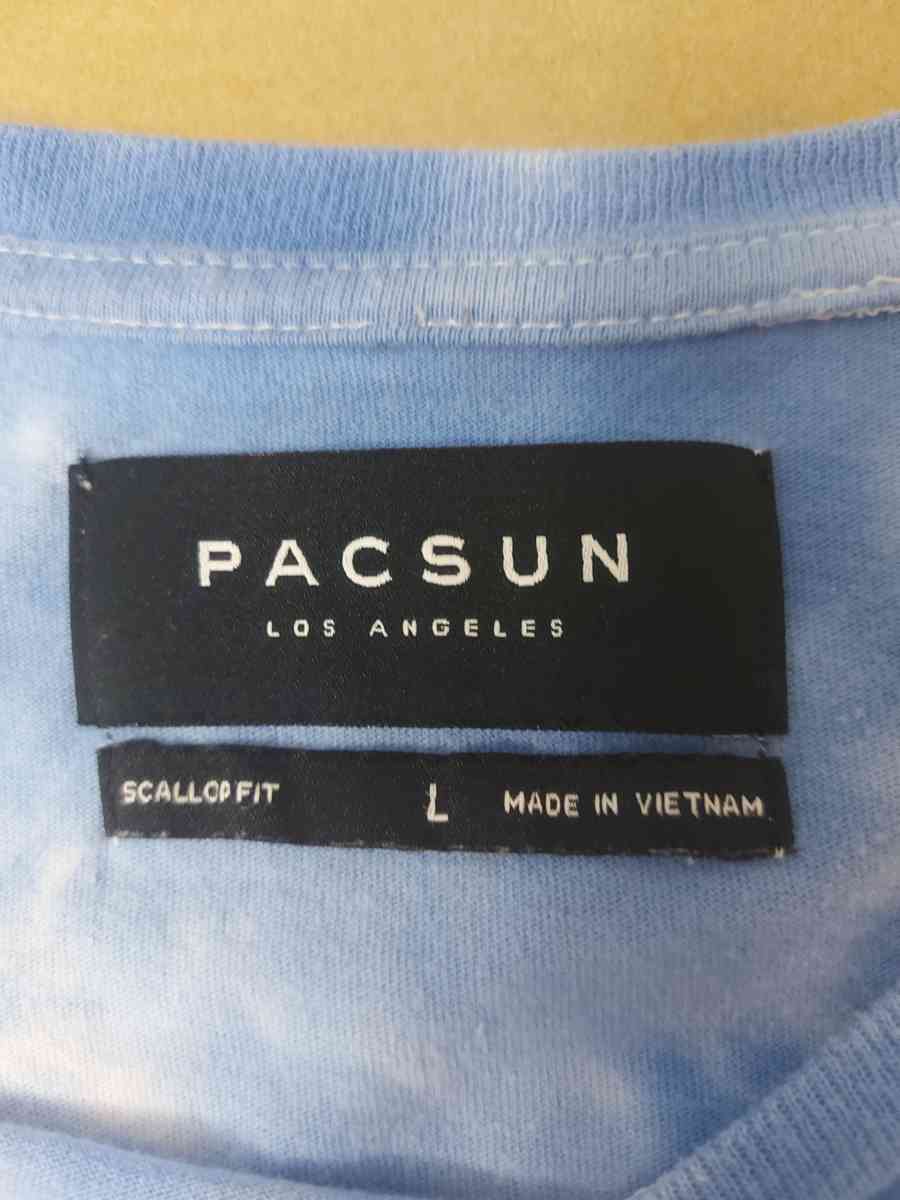 PACSUN
LOS ANGELES
SCALLOP FIT L MADE IN VIETNAM